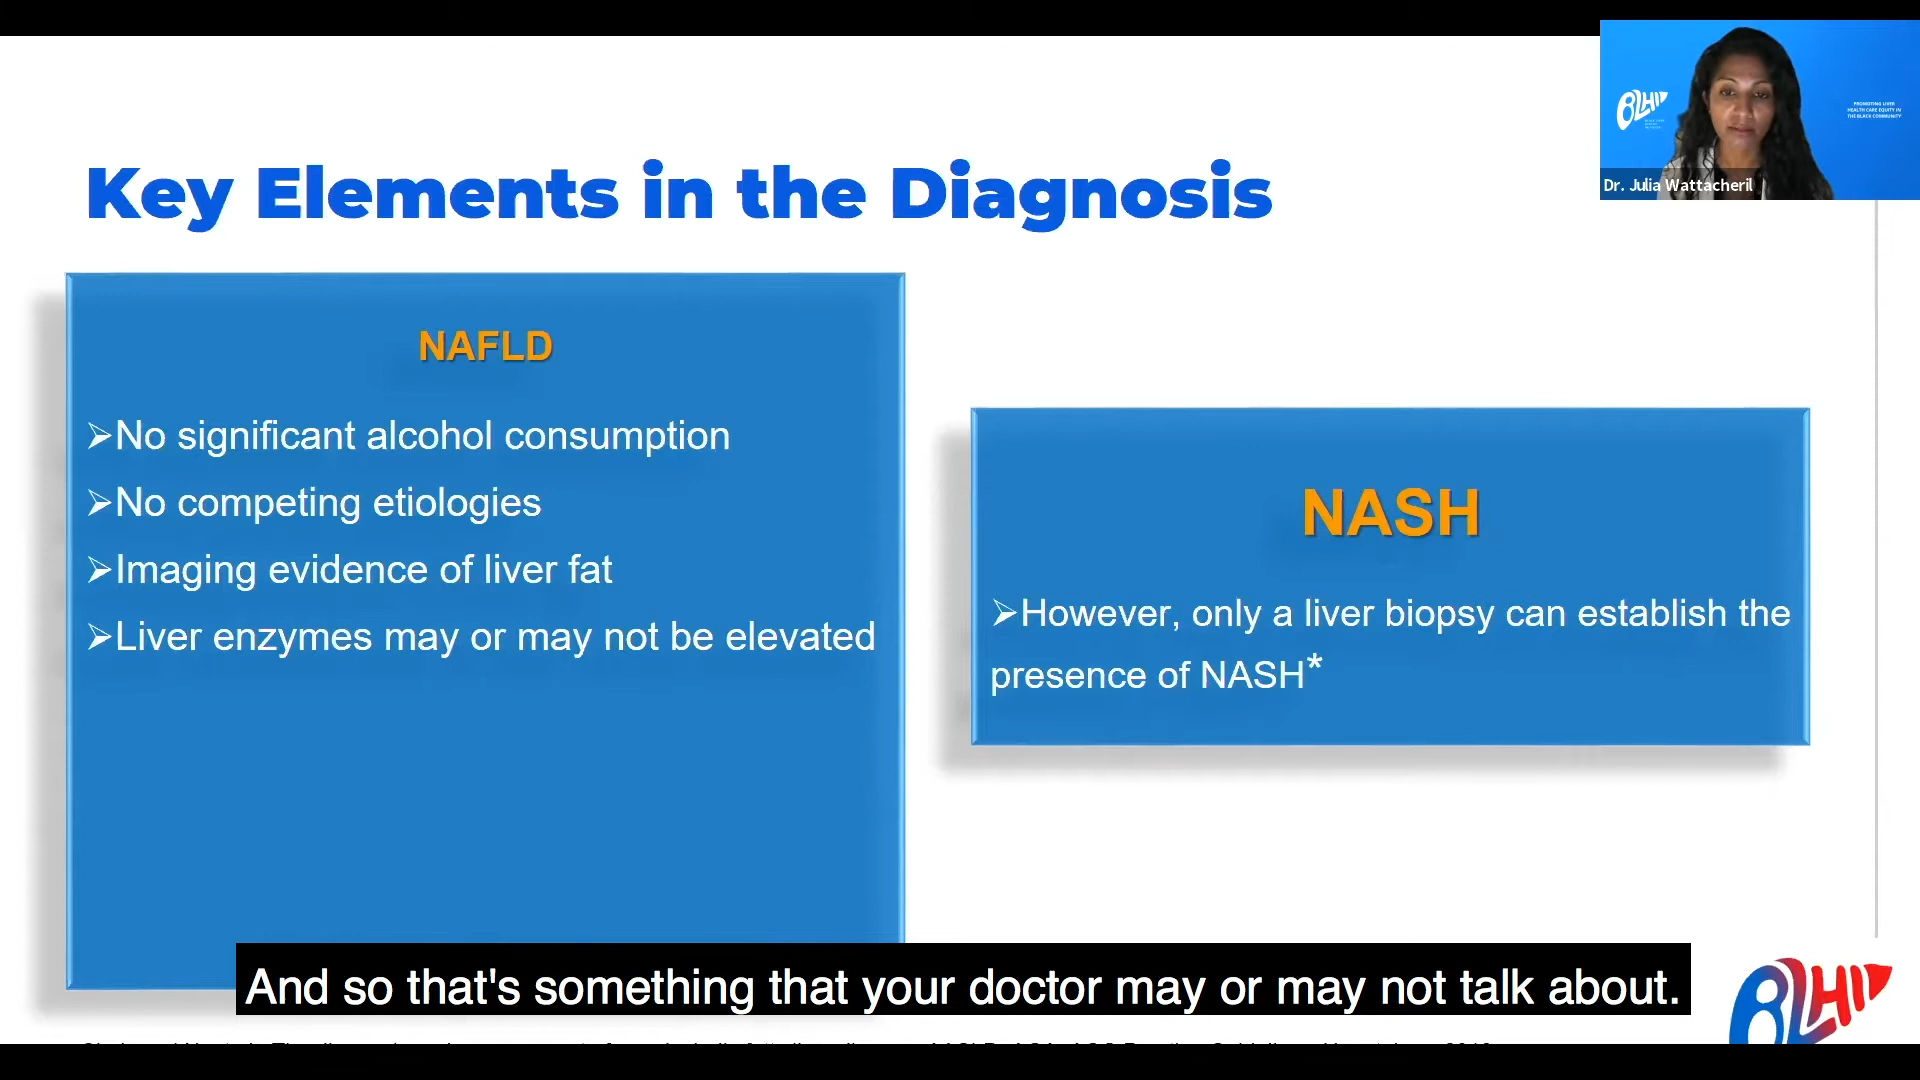 BLHI
PROMOTING LIVER
HEALTH CARE EQUITY IN
THE BLACK COMMUNITY
Dr. Julia Wattacheril
Key Elements in the Diagnosis
NAFLD
➢No significant alcohol consumption
➢No competing etiologies
➢Imaging evidence of liver fat
➢Liver enzymes may or may not be elevated
NASH
➢However, only a liver biopsy can establish the
presence of NASH*
And so that's something that your doctor may or may not talk about.
BLHI